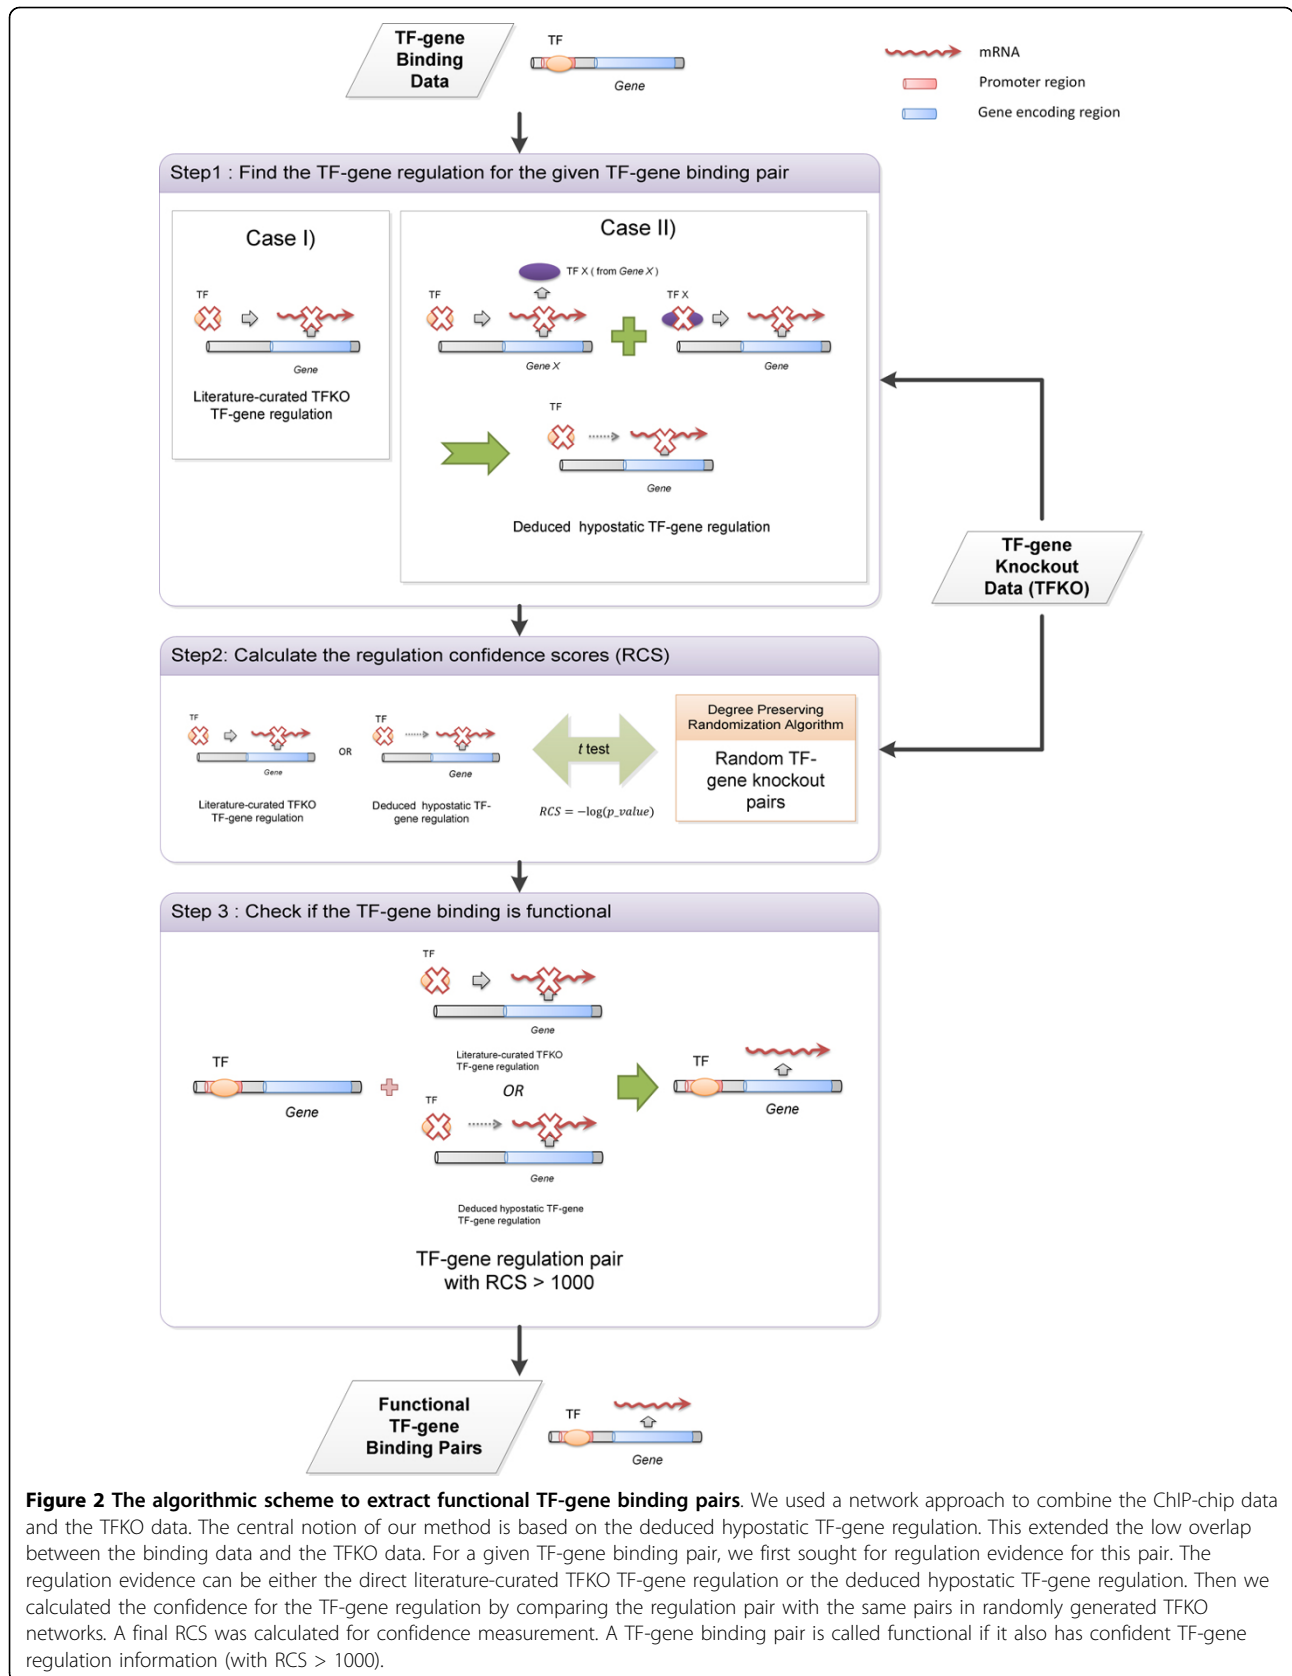 TF-gene
Binding
Data
TF
Gene
mRNA
Promoter region
Gene encoding region
Step1 : Find the TF-gene regulation for the given TF-gene binding pair
Case I)
TF
Gene
Literature-curated TFKO
TF-gene regulation
Case II)
TF X ( from Gene X )
TF
Gene X
TF X
Gene
TF
Gene
Deduced hypostatic TF-gene regulation
TF-gene
Knockout
Data (TFKO)
Step2: Calculate the regulation confidence scores (RCS)
TF
Gene
Literature-curated TFKO
TF-gene regulation
OR
TF
Gene
Deduced hypostatic TF-
gene regulation
t test
RCS = −log(p_value)
Degree Preserving
Randomization Algorithm
Random TF-
gene knockout
pairs
Step 3 : Check if the TF-gene binding is functional
TF
Gene
TF
Gene
Literature-curated TFKO
TF-gene regulation
OR
TF
Gene
Deduced hypostatic TF-gene
TF-gene regulation
TF-gene regulation pair
with RCS > 1000
TF
Gene
Functional
TF-gene
Binding Pairs
TF
Gene
Figure 2 The algorithmic scheme to extract functional TF-gene binding pairs. We used a network approach to combine the ChIP-chip data
and the TFKO data. The central notion of our method is based on the deduced hypostatic TF-gene regulation. This extended the low overlap
between the binding data and the TFKO data. For a given TF-gene binding pair, we first sought for regulation evidence for this pair. The
regulation evidence can be either the direct literature-curated TFKO TF-gene regulation or the deduced hypostatic TF-gene regulation. Then we
calculated the confidence for the TF-gene regulation by comparing the regulation pair with the same pairs in randomly generated TFKO
networks. A final RCS was calculated for confidence measurement. A TF-gene binding pair is called functional if it also has confident TF-gene
regulation information (with RCS > 1000).